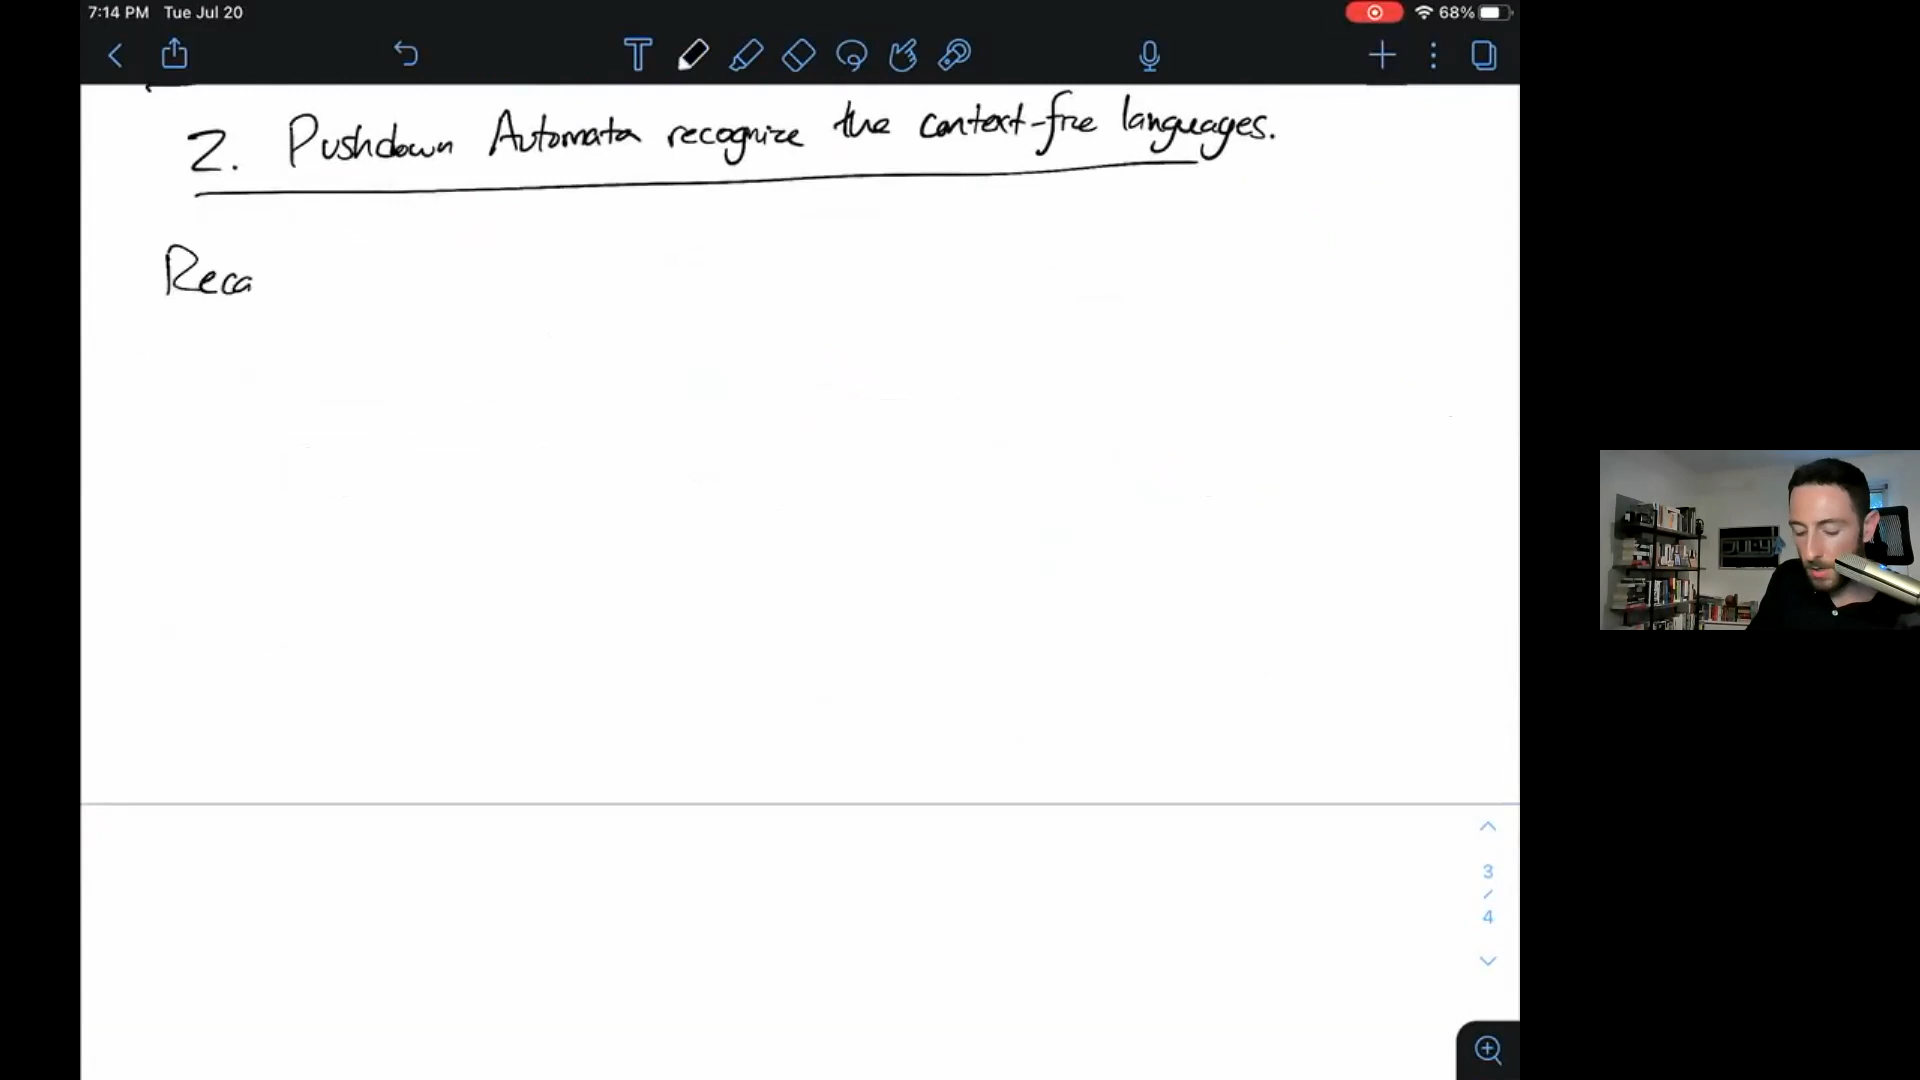 7:14 PM Tue Jul 20
68%
2. Pushdown Automata recognize the context-free languages.
Reca
3
4